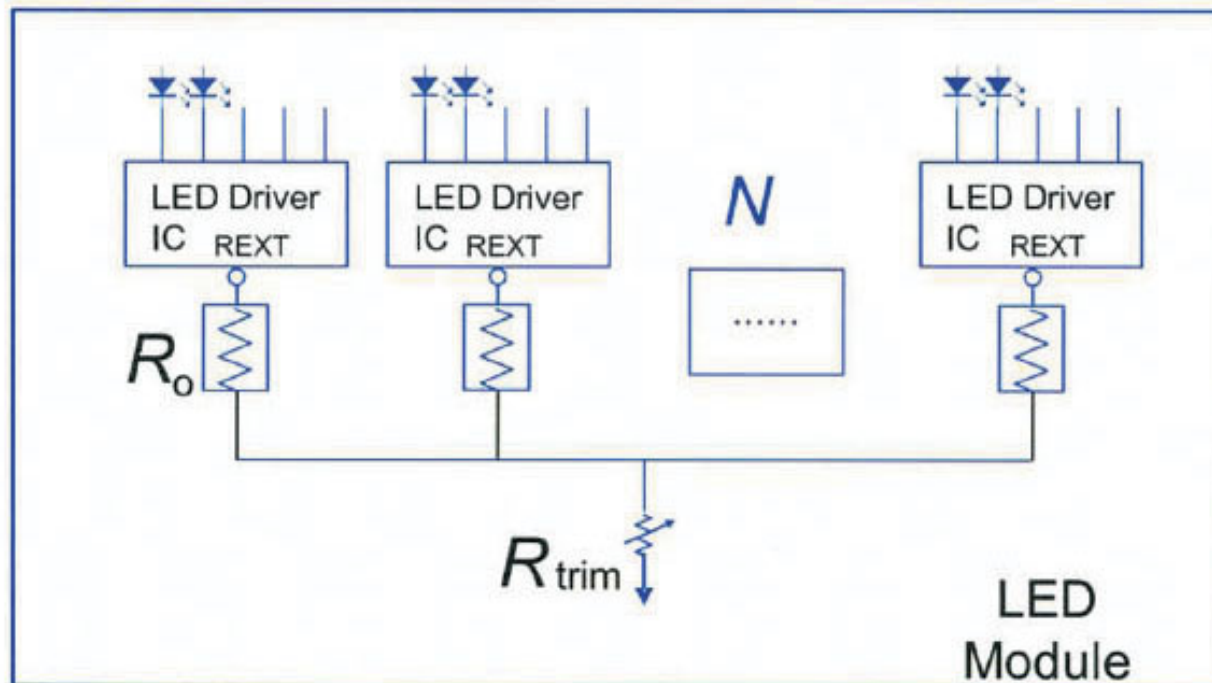 LED Driver
IC REXT
LED Driver
IC REXT
N
......
LED Driver
IC REXT
Ro
Rtrim
LED
Module